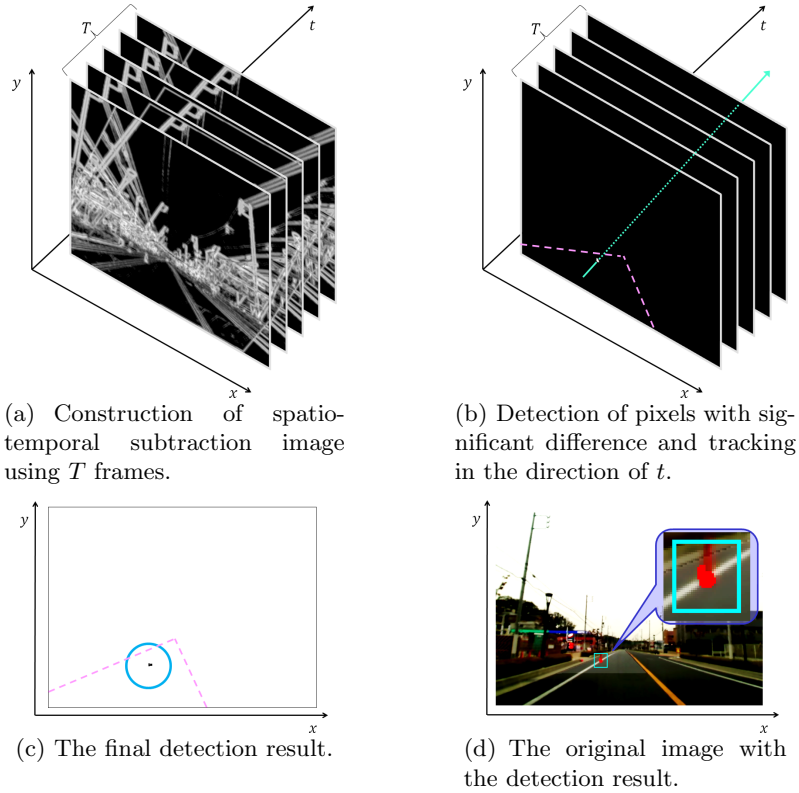 T
t
y
x
(a) Construction of spatio-
temporal subtraction image
using T frames.
T
t
y
x
(b) Detection of pixels with sig-
nificant difference and tracking
in the direction of t.
y
x
(c) The final detection result.
y
x
(d) The original image with
the detection result.